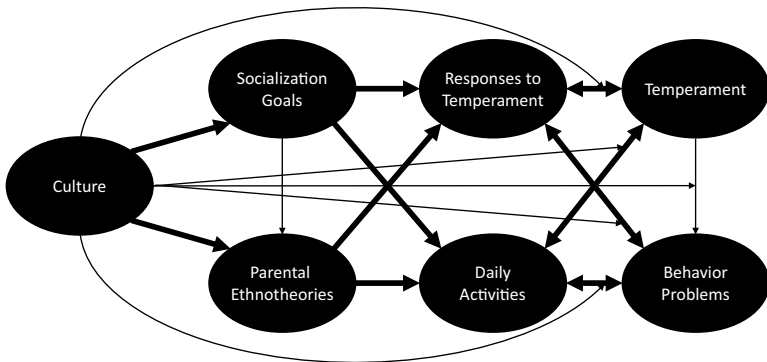 Socialization
Goals
Responses to
Temperament
Temperament
Culture
Parental
Ethnotheories
Daily
Activities
Behavior
Problems